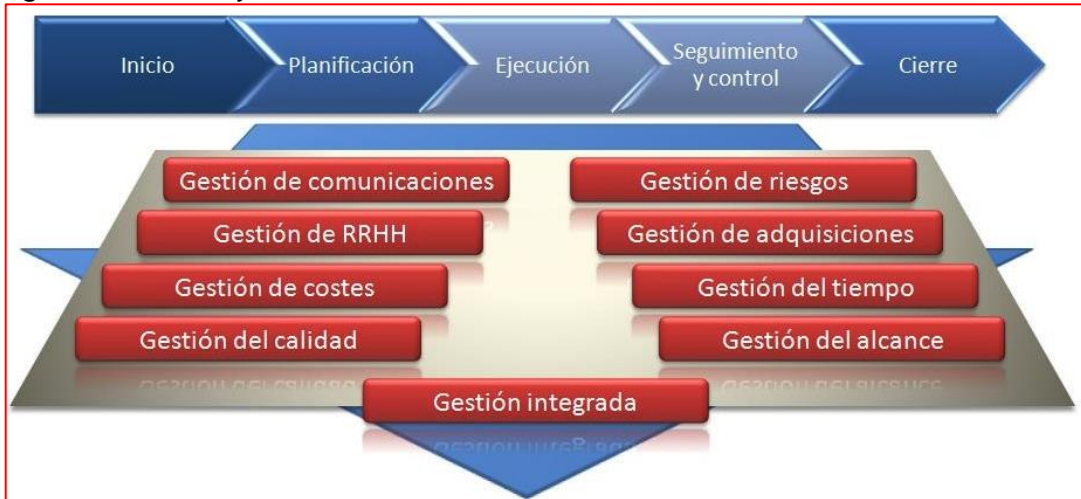 Inicio
Planificación
Ejecución
Seguimiento
y control
Cierre
Gestión de comunicaciones
Gestión de riesgos
Gestión de RRHH
Gestión de adquisiciones
Gestión de costes
Gestión del tiempo
Gestión del calidad
Gestión del alcance
Gestión integrada